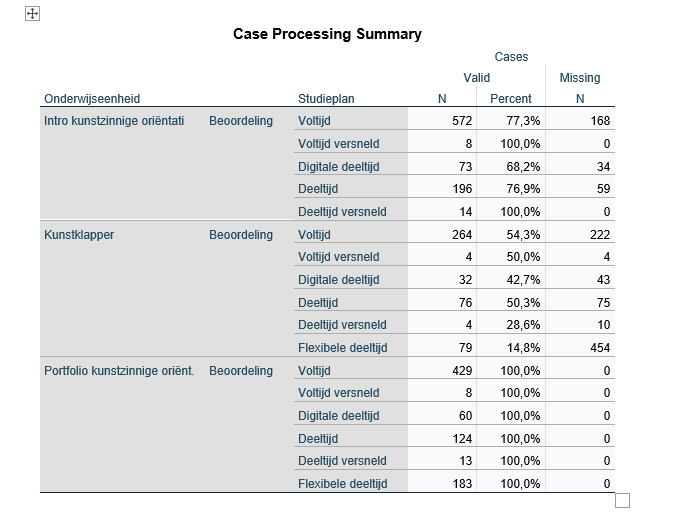 Case Processing Summary
Cases
Valid Missing
Onderwijseenheid Studieplan N Percent N
Intro kunstzinnige oriëntati Beoordeling Voltijd 572 77,3% 168
Voltijd versneld 8 100,0% 0
Digitale deeltijd 73 68,2% 34
Deeltijd 196 76,9% 59
Deeltijd versneld 14 100,0% 0
Kunstklapper Beoordeling Voltijd 264 54,3% 222
Voltijd versneld 4 50,0% 4
Digitale deeltijd 32 42,7% 43
Deeltijd 76 50,3% 75
Deeltijd versneld 4 28,6% 10
Flexibele deeltijd 79 14,8% 454
Portfolio kunstzinnige oriënt. Beoordeling Voltijd 429 100,0% 0
Voltijd versneld 8 100,0% 0
Digitale deeltijd 60 100,0% 0
Deeltijd 124 100,0% 0
Deeltijd versneld 13 100,0% 0
Flexibele deeltijd 183 100,0% 0